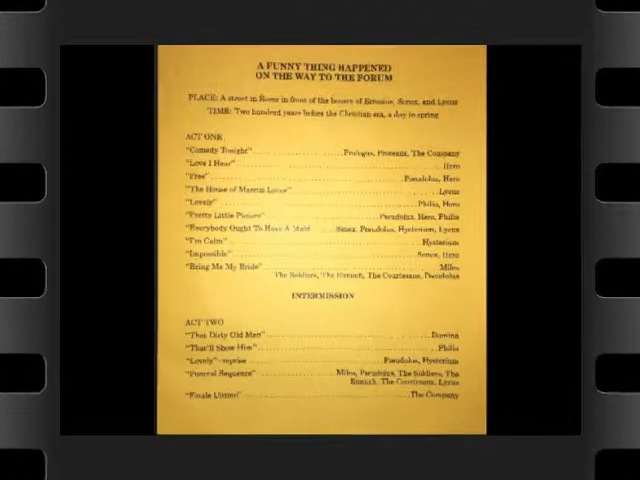 A FUNNY THING HAPPENED
ON THE WAY TO THE FORUM
PLACE: A street in Rome in front of the houses of Erronius, Senex, and Lycus
TIME: Two hundred years before the Christian era, a day in spring
ACT ONE
"Comedy Tonight" Prologus, Proteans, The Company
"Love I Hear" Hero
"Free" Pseudolus, Hero
"The House of Marcus Lycus" Lycus
"Lovely" Philia, Hero
"Pretty Little Picture" Pseudolus, Hero, Philia
"Everybody Ought To Have A Maid" Senex, Pseudolus, Hysterium, Lycus
"I'm Calm" Hysterium
"Impossible" Senex, Hero
"Bring Me My Bride" Miles
The Soldiers, The Eunuch, The Courtesans, Pseudolus
INTERMISSION
ACT TWO
"That Dirty Old Man" Domina
"That'll Show Him" Philia
"Lovely"—reprise Pseudolus, Hysterium
"Funeral Sequence" Miles, Pseudolus, The Soldiers, The
Eunuch, The Courtesans, Lycus
"Finale Ultimo" The Company